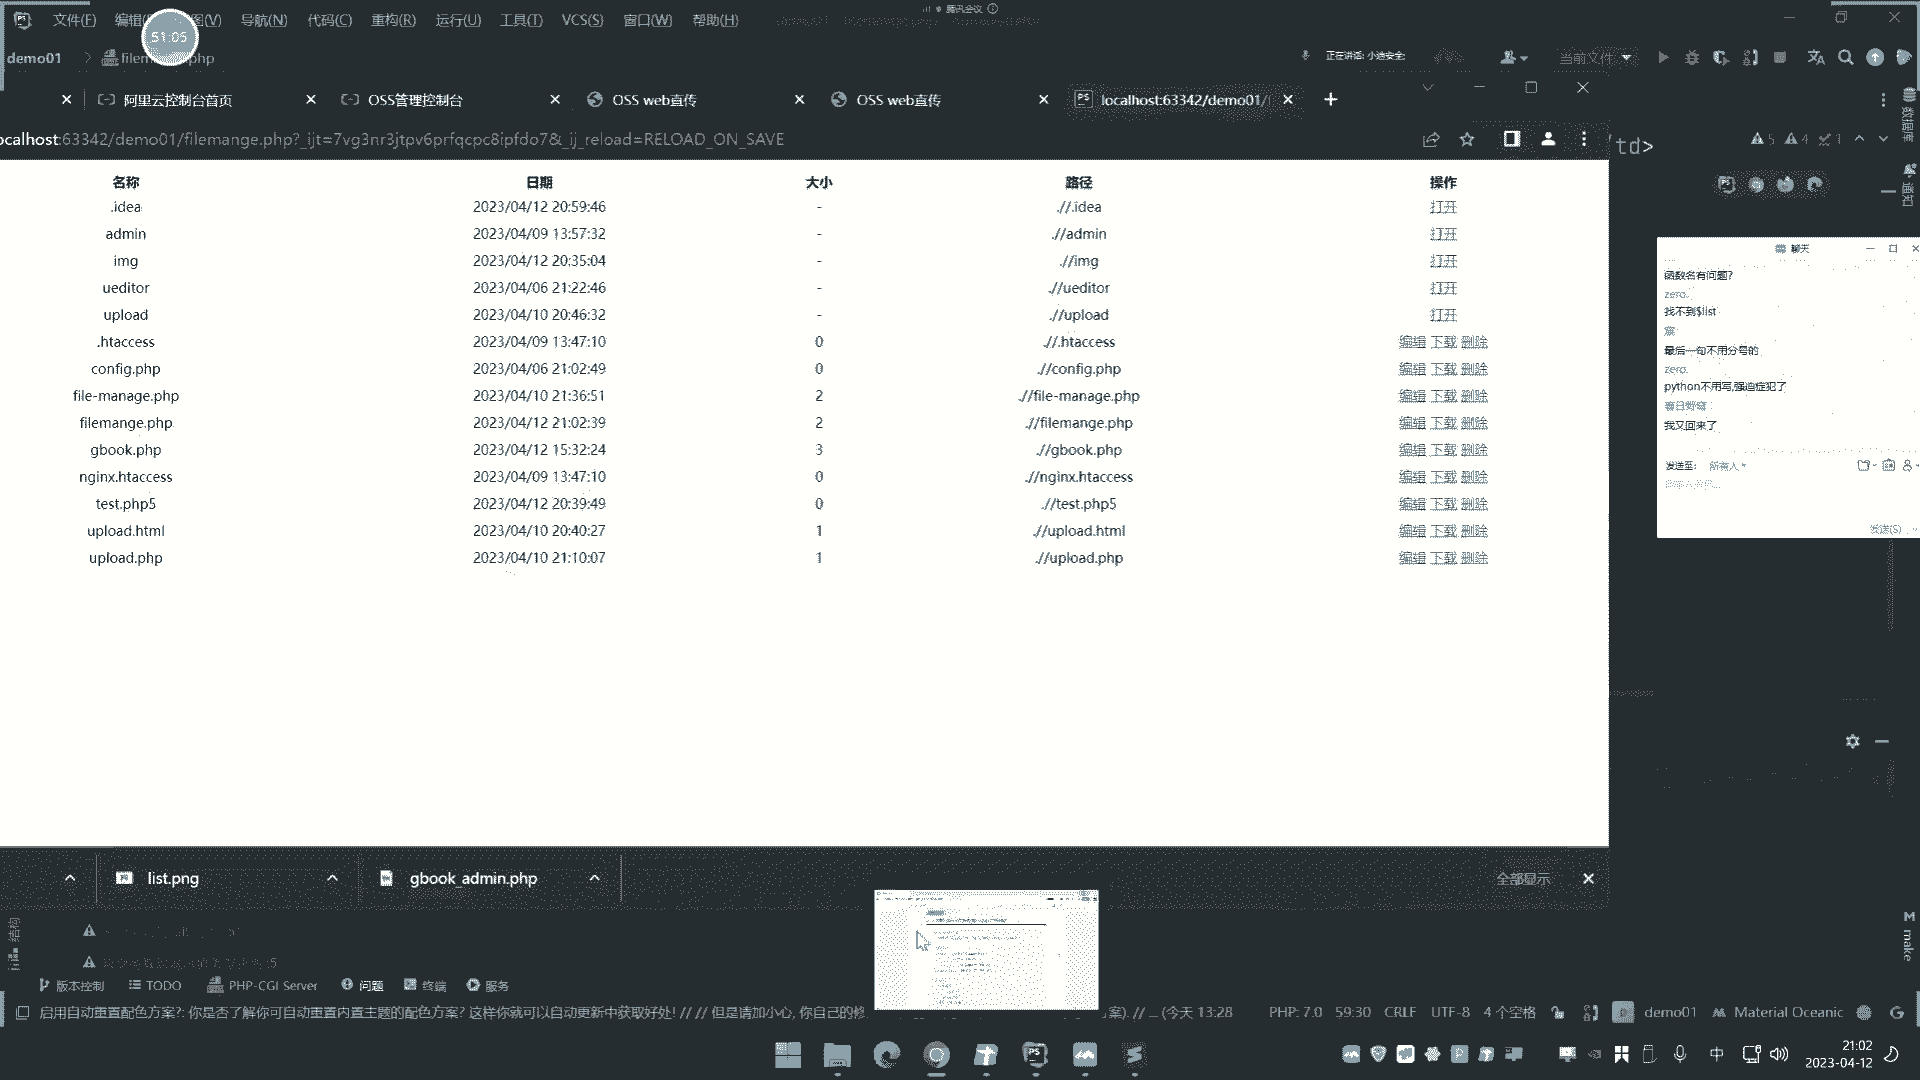 腾讯会议
文件(F) 编辑 图(V) 导航(N) 代码(C) 重构(R) 运行(U) 工具(T) VCS(S) 窗口(W) 帮助(H)
51:05
demo01 filem php
正在讲话: 小迪安全;
当前文件
阿里云控制台首页 OSS管理控制台 OSS web直传 OSS web直传 localhost:63342/demo01/
ocalhost:63342/demo01/filemange.php?_ijt=7vg3nr3jtpv6prfqcpc8ipfdo7&_ij_reload=RELOAD_ON_SAVE
td>
5 4 1
数据库
通知
名称 日期 大小 路径 操作
.idea 2023/04/12 20:59:46 - .//.idea 打开
admin 2023/04/09 13:57:32 - .//admin 打开
img 2023/04/12 20:35:04 - .//img 打开
ueditor 2023/04/06 21:22:46 - .//ueditor 打开
upload 2023/04/10 20:46:32 - .//upload 打开
.htaccess 2023/04/09 13:47:10 0 .//.htaccess 编辑 下载 删除
config.php 2023/04/06 21:02:49 0 .//config.php 编辑 下载 删除
file-manage.php 2023/04/10 21:36:51 2 .//file-manage.php 编辑 下载 删除
filemange.php 2023/04/12 21:02:39 2 .//filemange.php 编辑 下载 删除
gbook.php 2023/04/12 15:32:24 3 .//gbook.php 编辑 下载 删除
nginx.htaccess 2023/04/09 13:47:10 0 .//nginx.htaccess 编辑 下载 删除
test.php5 2023/04/12 20:39:49 0 .//test.php5 编辑 下载 删除
upload.html 2023/04/10 20:40:27 1 .//upload.html 编辑 下载 删除
upload.php 2023/04/10 21:10:07 1 .//upload.php 编辑 下载 删除
聊天
函数名有问题?
zero.
找不到$list
最后一句不用分号的
zero.
python不用写,强迫症犯了
我又回来了
发送至: 所有人
发送(S)
list.png gbook_admin.php 全部显示
结构
make
版本控制 TODO PHP-CGI Server 问题 终端 服务
启用自动重置配色方案?: 你是否了解你可自动重置内置主题的配色方案? 这样你就可以自动更新中获取好处! // // 但是请加小心, 你自己的修 案). // ... (今天 13:28 PHP: 7.0 59:30 CRLF UTF-8 4 个空格 demo01 Material Oceanic
中 21:02
2023-04-12